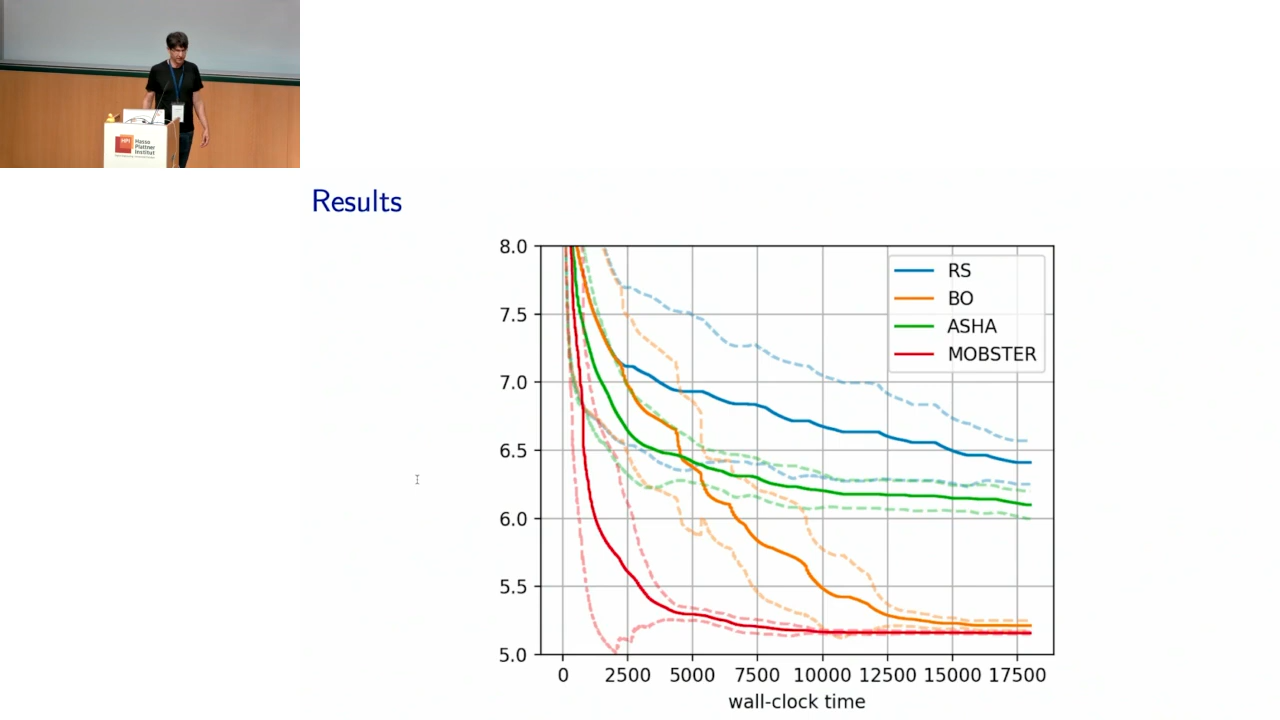 HPI Hasso
Plattner
Institut
Results
8.0
7.5
7.0
6.5
6.0
5.5
5.0
RS
BO
ASHA
MOBSTER
0 2500 5000 7500 10000 12500 15000 17500
wall-clock time